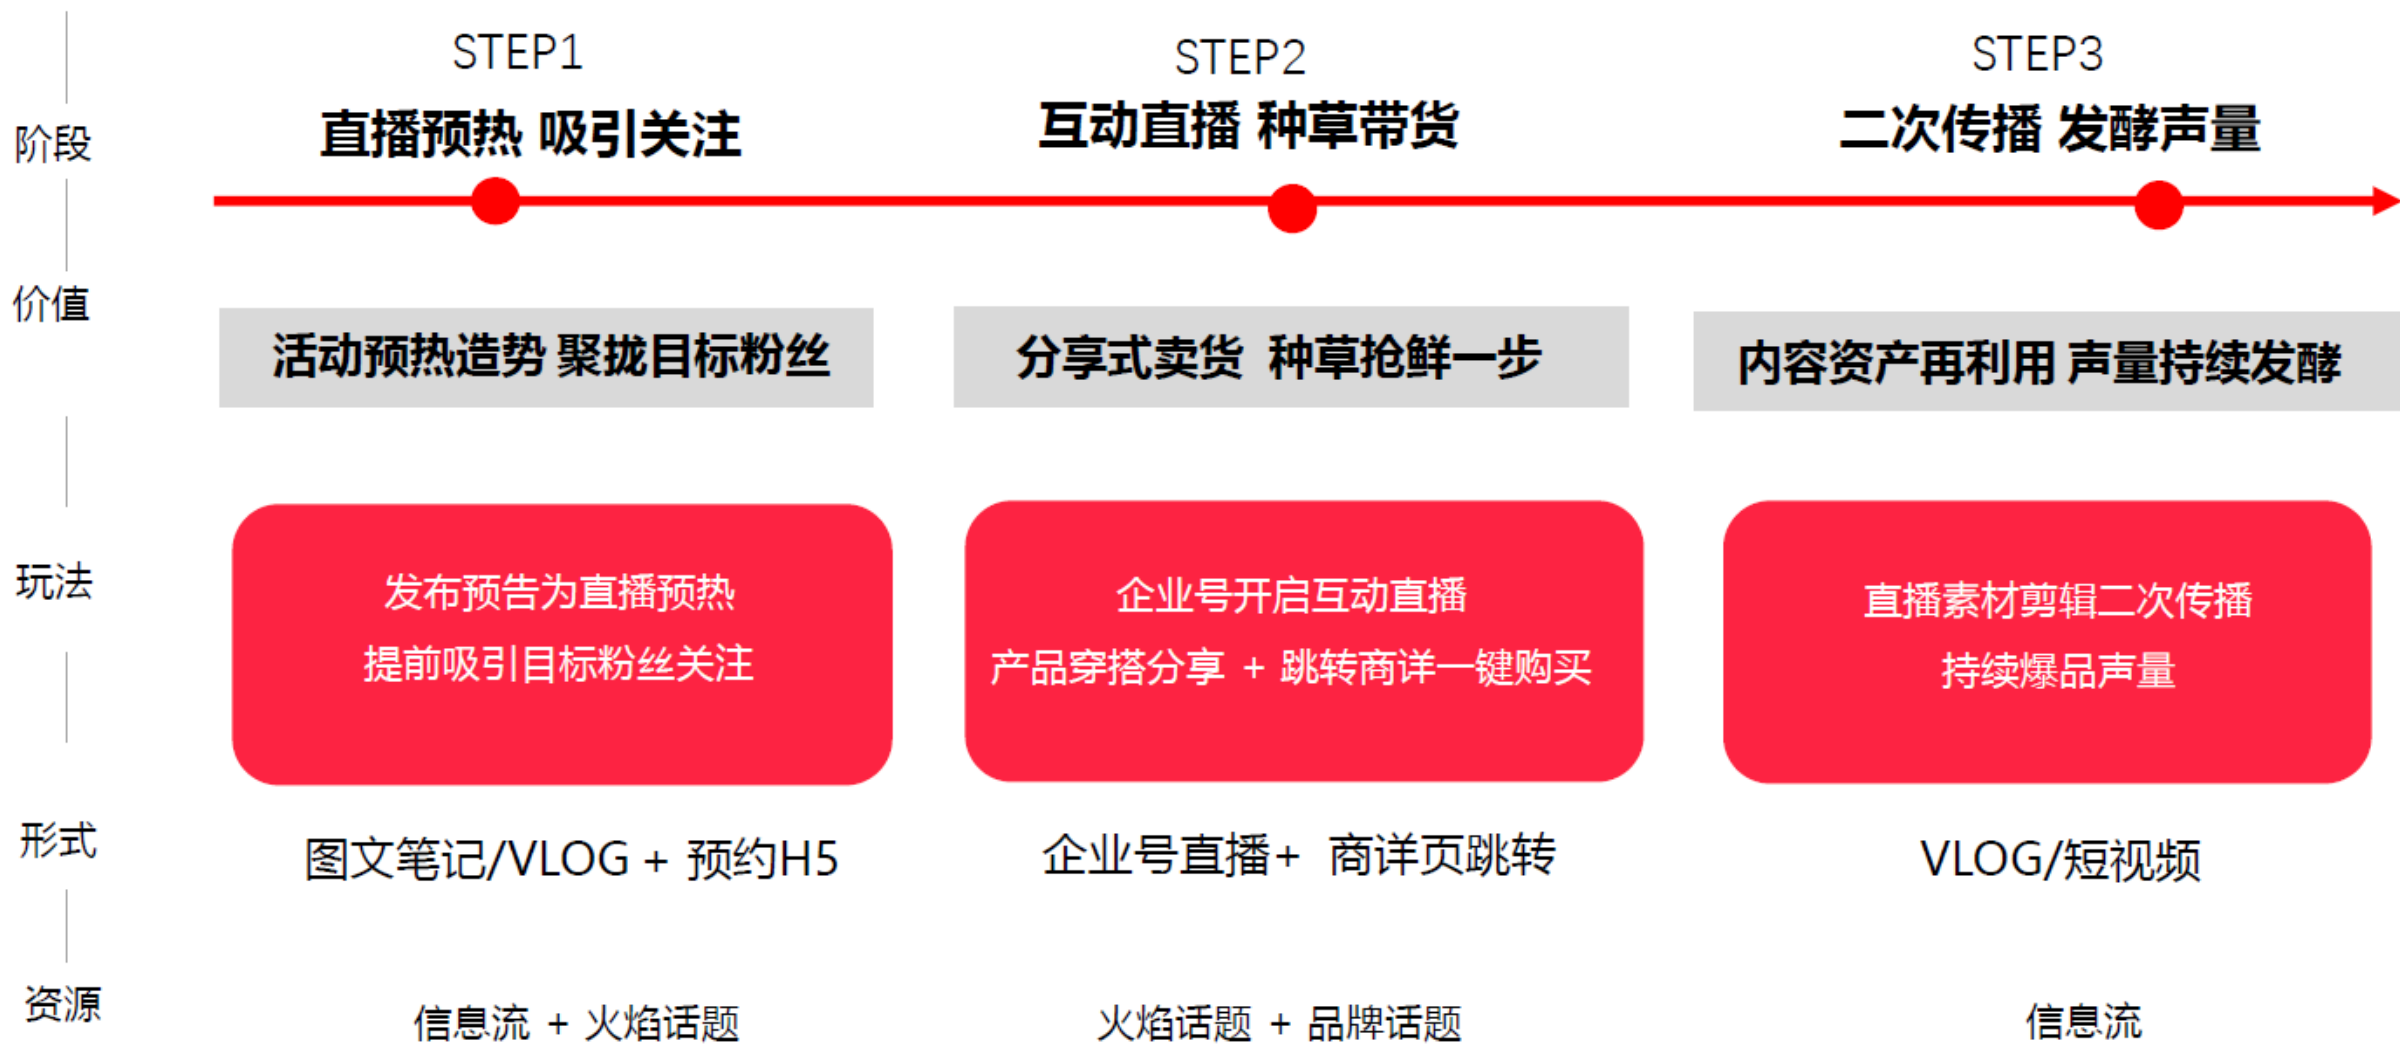 STEP1
STEP2
STEP3
阶段
直播预热 吸引关注
互动直播 种草带货
二次传播 发酵声量
价值
活动预热造势 聚拢目标粉丝
分享式卖货 种草抢鲜一步
内容资产再利用 声量持续发酵
玩法
发布预告为直播预热
提前吸引目标粉丝关注
企业号开启互动直播
产品穿搭分享 + 跳转商详一键购买
直播素材剪辑二次传播
持续爆品声量
形式
图文笔记/VLOG + 预约H5
企业号直播+ 商详页跳转
VLOG/短视频
资源
信息流 + 火焰话题
火焰话题 + 品牌话题
信息流